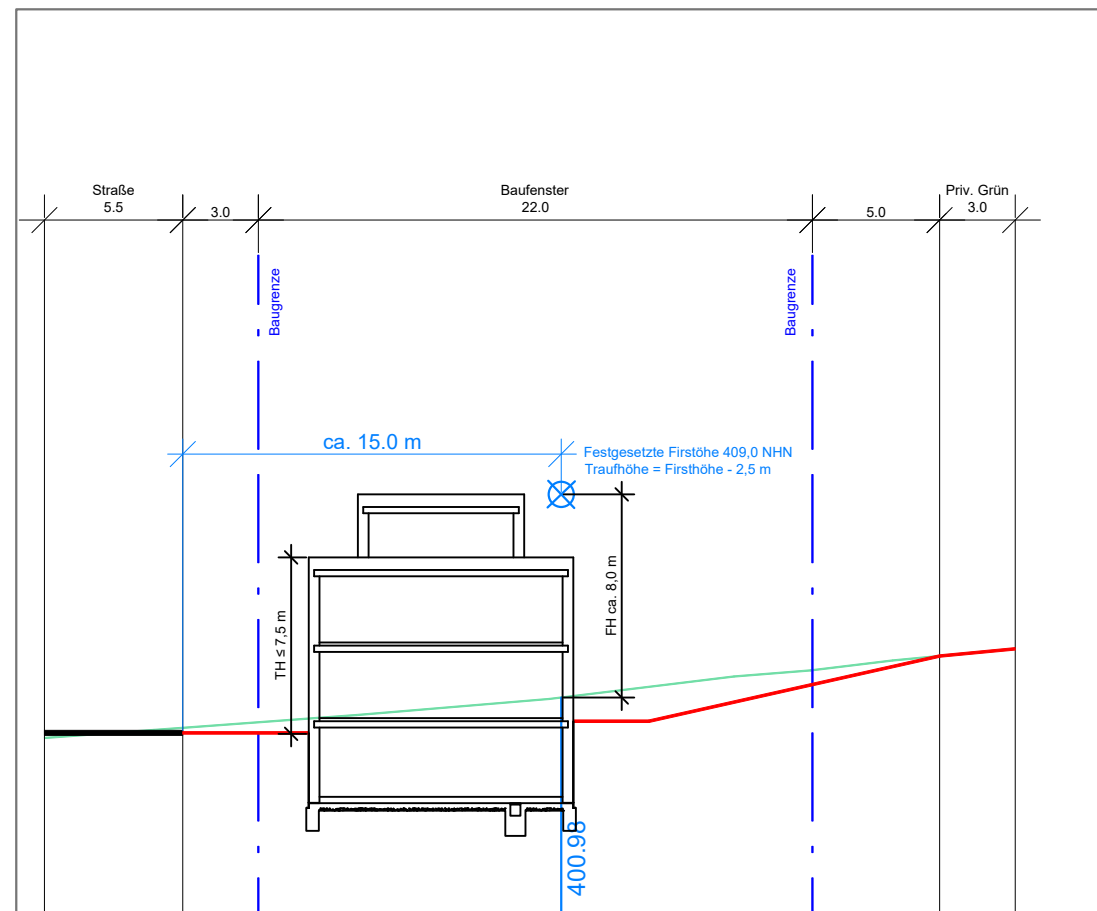 Straße
5.5
3.0
Baufenster
22.0
5.0
Priv. Grün
3.0
Baugrenze
Baugrenze
ca. 15.0 m
Festgesetzte Firstöhe 409,0 NHN
Traufhöhe = Firsthöhe - 2,5 m
TH ≤ 7,5 m
FH ca. 8,0 m
400.98